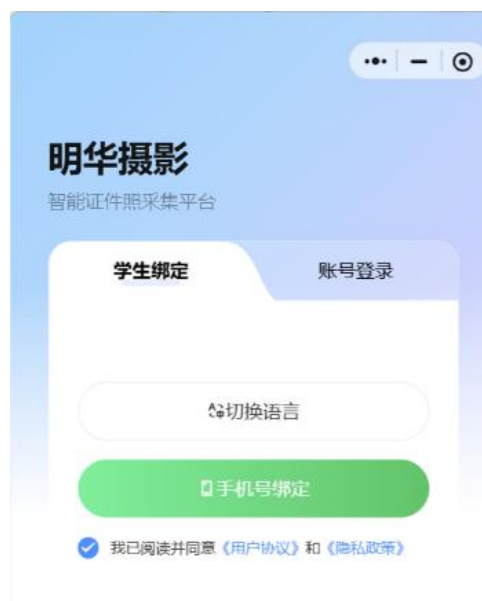 明华摄影
智能证件照采集平台
学生绑定
账号登录
切换语言
手机号绑定
我已阅读并同意《用户协议》和《隐私政策》